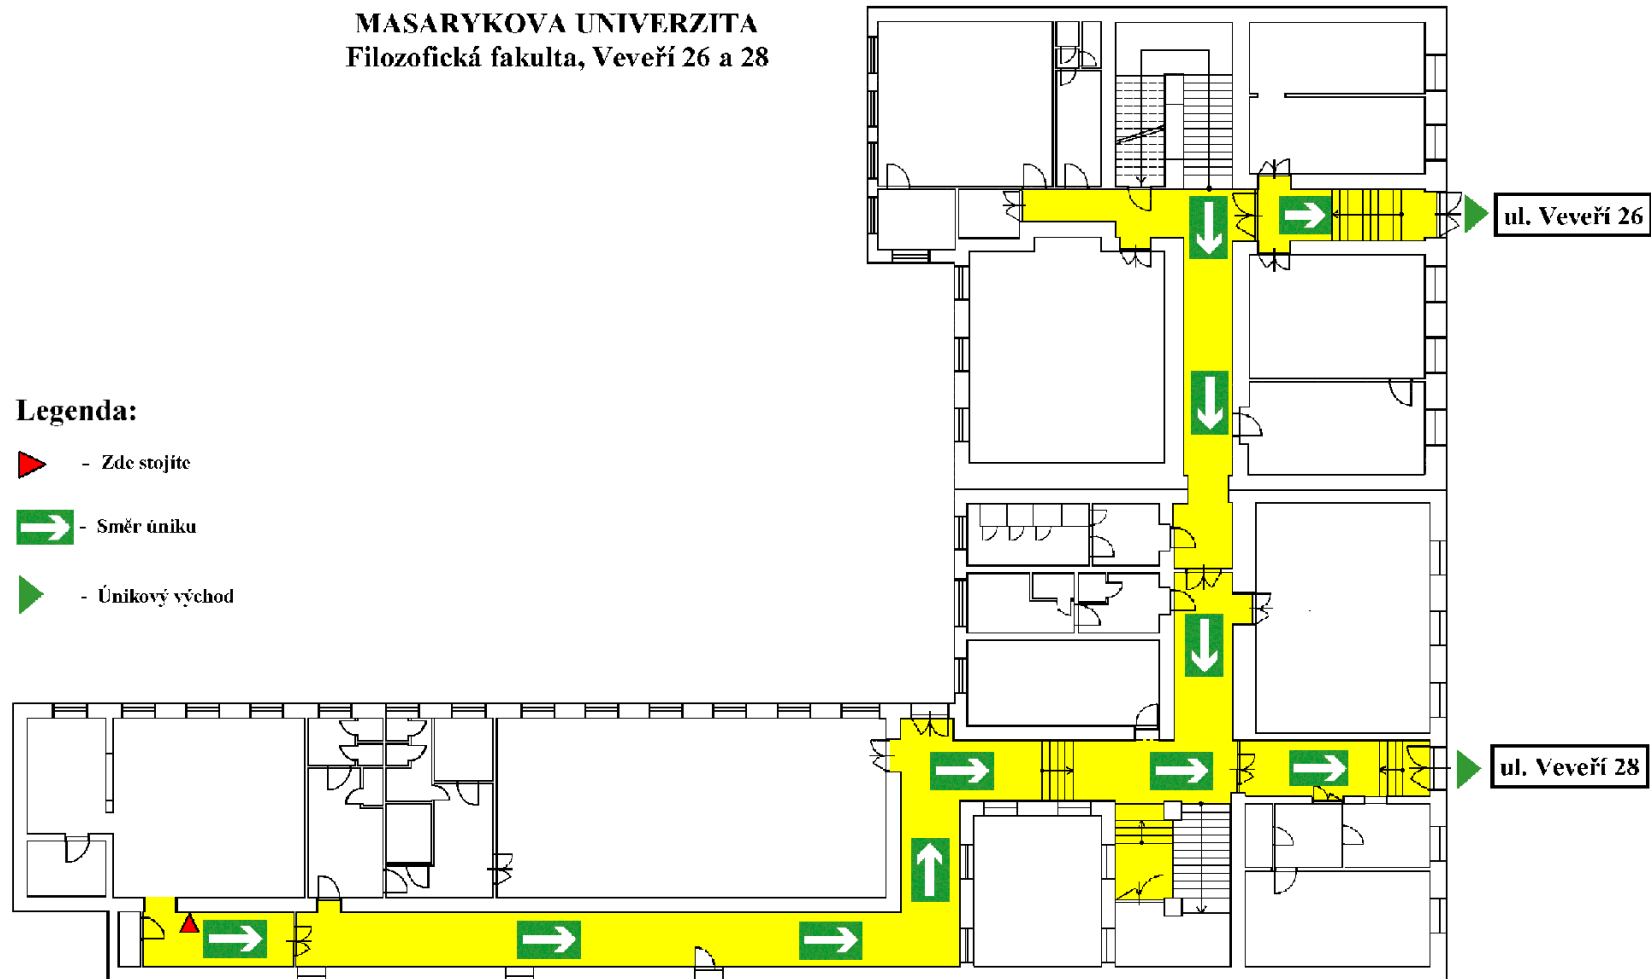 MASARYKOVA UNIVERZITA
Filozofická fakulta, Veveří 26 a 28
ul. Veveří 26
Legenda:
- Zde stojíte
- Směr úniku
- Únikový východ
ul. Veveří 28